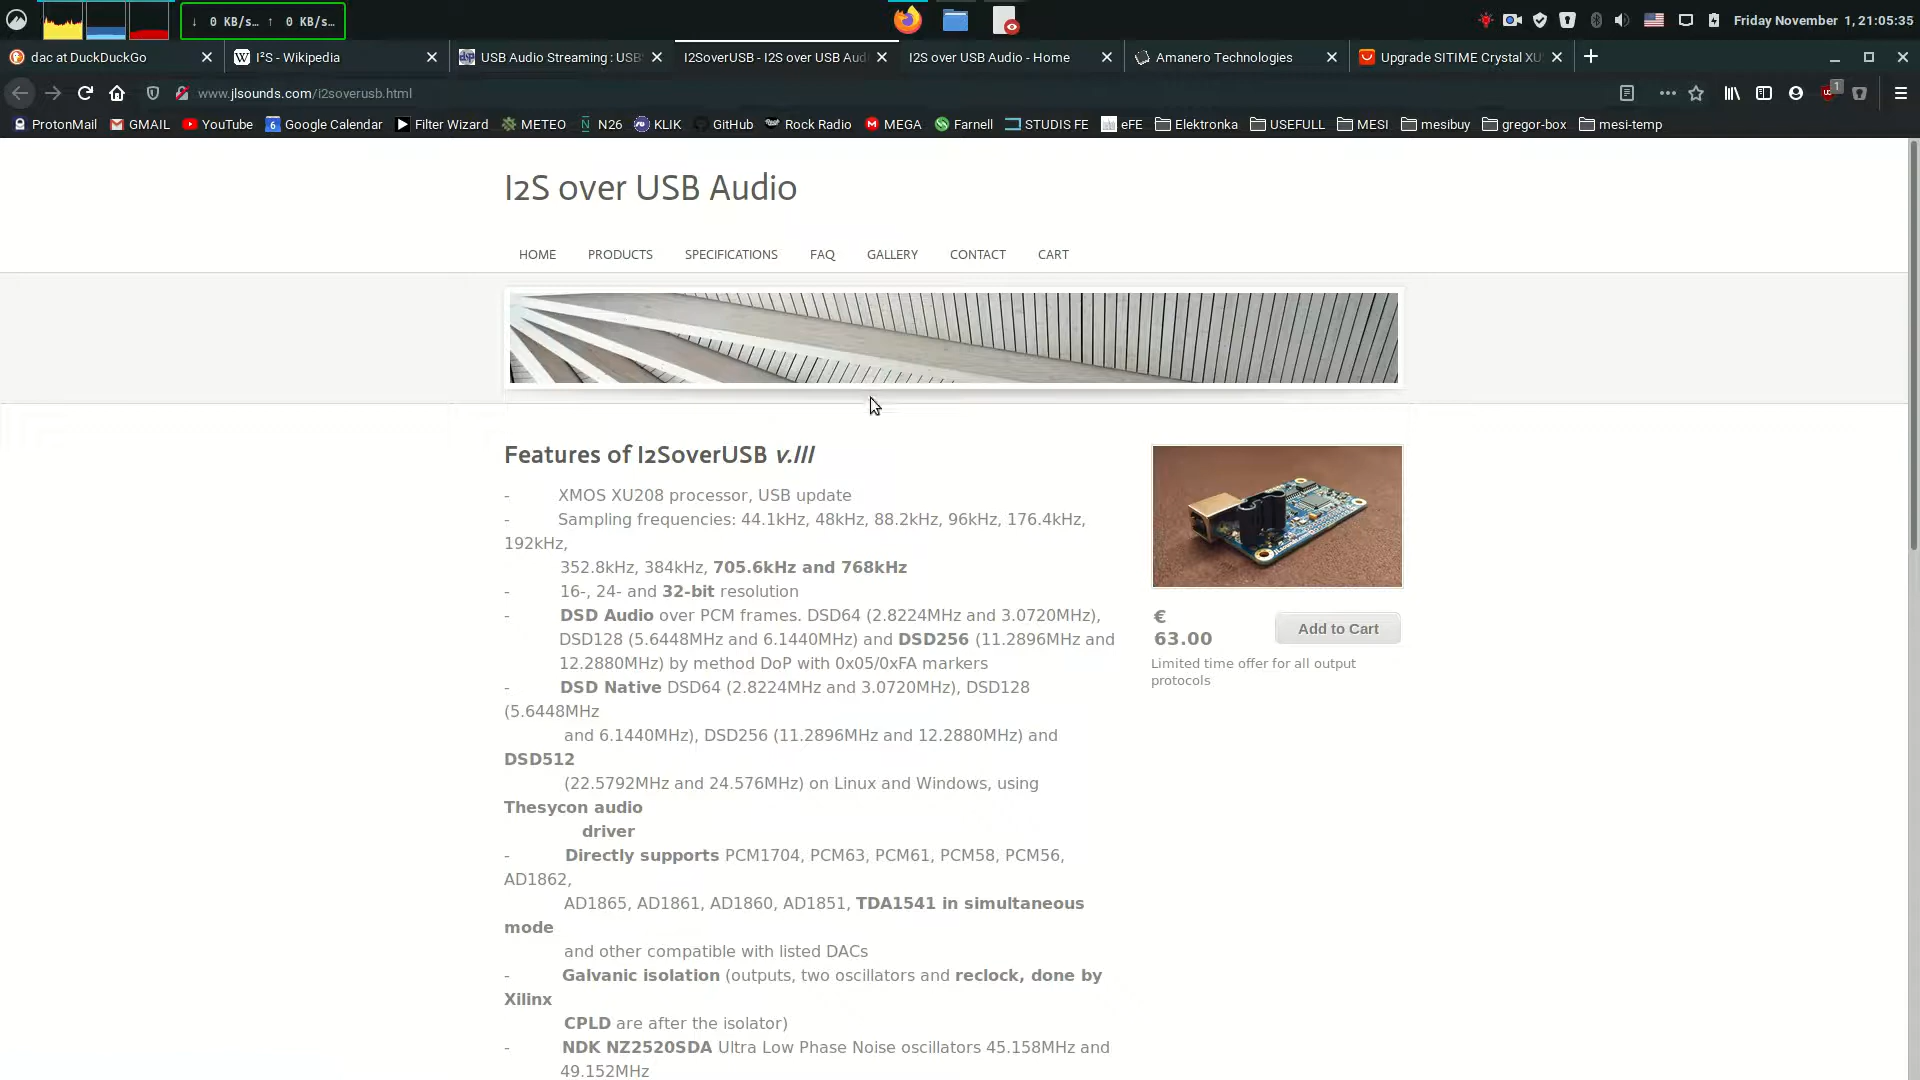 ↓ 0 KB/s… ↑ 0 KB/s…
Friday November 1, 21:05:35
dac at DuckDuckGo
I²S - Wikipedia
USB Audio Streaming : USB
I2SoverUSB - I2S over USB Aud
I2S over USB Audio - Home
Amanero Technologies
Upgrade SITIME Crystal XU
www.jlsounds.com/i2soverusb.html
1
ProtonMail
GMAIL
YouTube
Google Calendar
Filter Wizard
METEO
N26
KLIK
GitHub
Rock Radio
MEGA
Farnell
STUDIS FE
eFE
Elektronka
USEFULL
MESI
mesibuy
gregor-box
mesi-temp
I2S over USB Audio
HOME
PRODUCTS
SPECIFICATIONS
FAQ
GALLERY
CONTACT
CART
Features of I2SoverUSB v.III
- XMOS XU208 processor, USB update
- Sampling frequencies: 44.1kHz, 48kHz, 88.2kHz, 96kHz, 176.4kHz,
192kHz,
352.8kHz, 384kHz, 705.6kHz and 768kHz
- 16-, 24- and 32-bit resolution
- DSD Audio over PCM frames. DSD64 (2.8224MHz and 3.0720MHz),
DSD128 (5.6448MHz and 6.1440MHz) and DSD256 (11.2896MHz and
12.2880MHz) by method DoP with 0x05/0xFA markers
- DSD Native DSD64 (2.8224MHz and 3.0720MHz), DSD128
(5.6448MHz
and 6.1440MHz), DSD256 (11.2896MHz and 12.2880MHz) and
DSD512
(22.5792MHz and 24.576MHz) on Linux and Windows, using
Thesycon audio
driver
- Directly supports PCM1704, PCM63, PCM61, PCM58, PCM56,
AD1862,
AD1865, AD1861, AD1860, AD1851, TDA1541 in simultaneous
mode
and other compatible with listed DACs
- Galvanic isolation (outputs, two oscillators and reclock, done by
Xilinx
CPLD are after the isolator)
- NDK NZ2520SDA Ultra Low Phase Noise oscillators 45.158MHz and
49.152MHz
€
63.00
Add to Cart
Limited time offer for all output
protocols